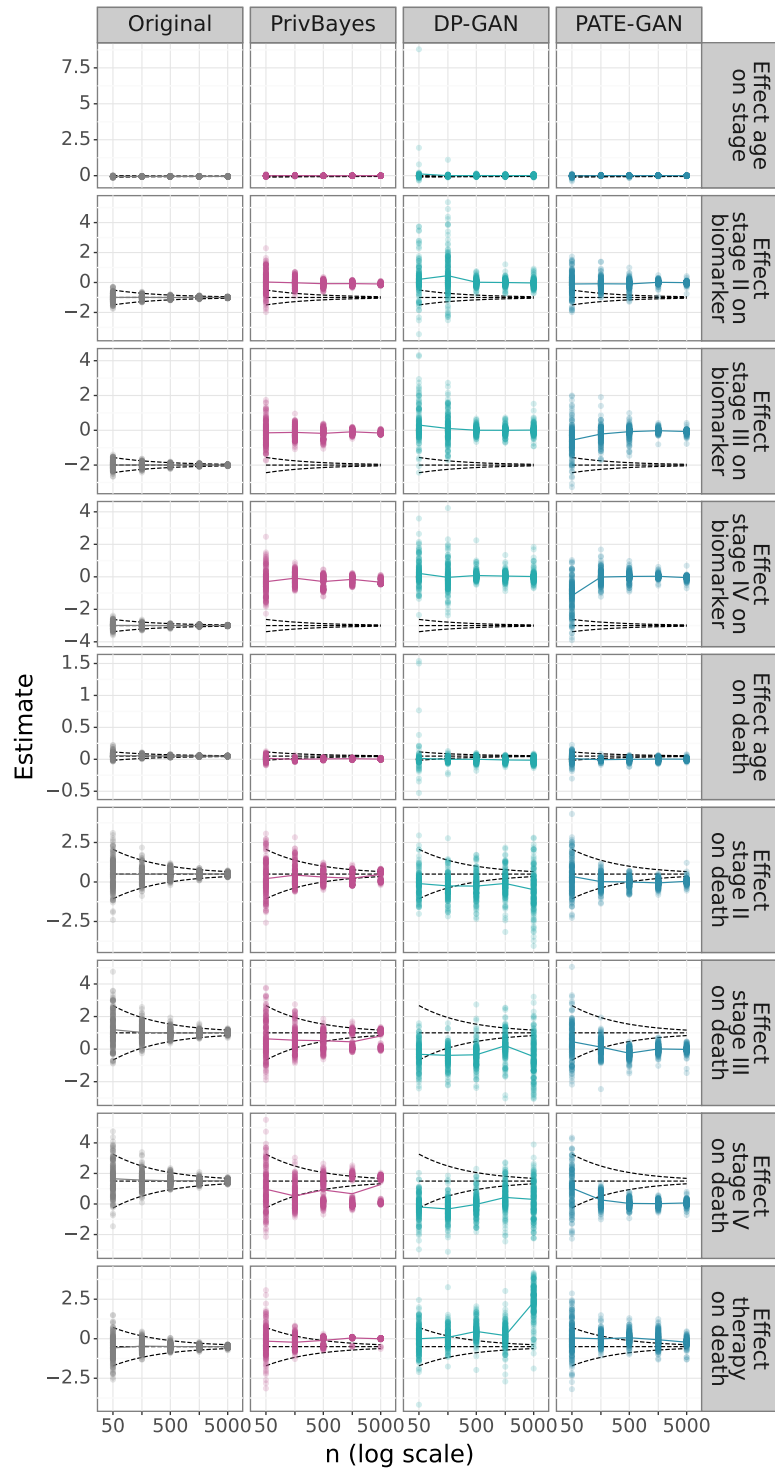 Original PrivBayes DP-GAN PATE-GAN
7.5
5
2.5
0
Effect age
on stage
4
2
0
−2
Effect
stage II on
biomarker
4
2
0
−2
Effect
stage III on
biomarker
4
2
0
−2
−4
Effect
stage IV on
biomarker
1.5
1
0.5
0
−0.5
Effect age
on death
2.5
0
−2.5
Effect
stage II
on death
4
2
0
−2
Effect
stage III
on death
4
2
0
−2
Effect
stage IV
on death
2.5
0
−2.5
Effect
therapy
on death
Estimate
50 500 5000 50 500 5000 50 500 5000 50 500 5000
n (log scale)